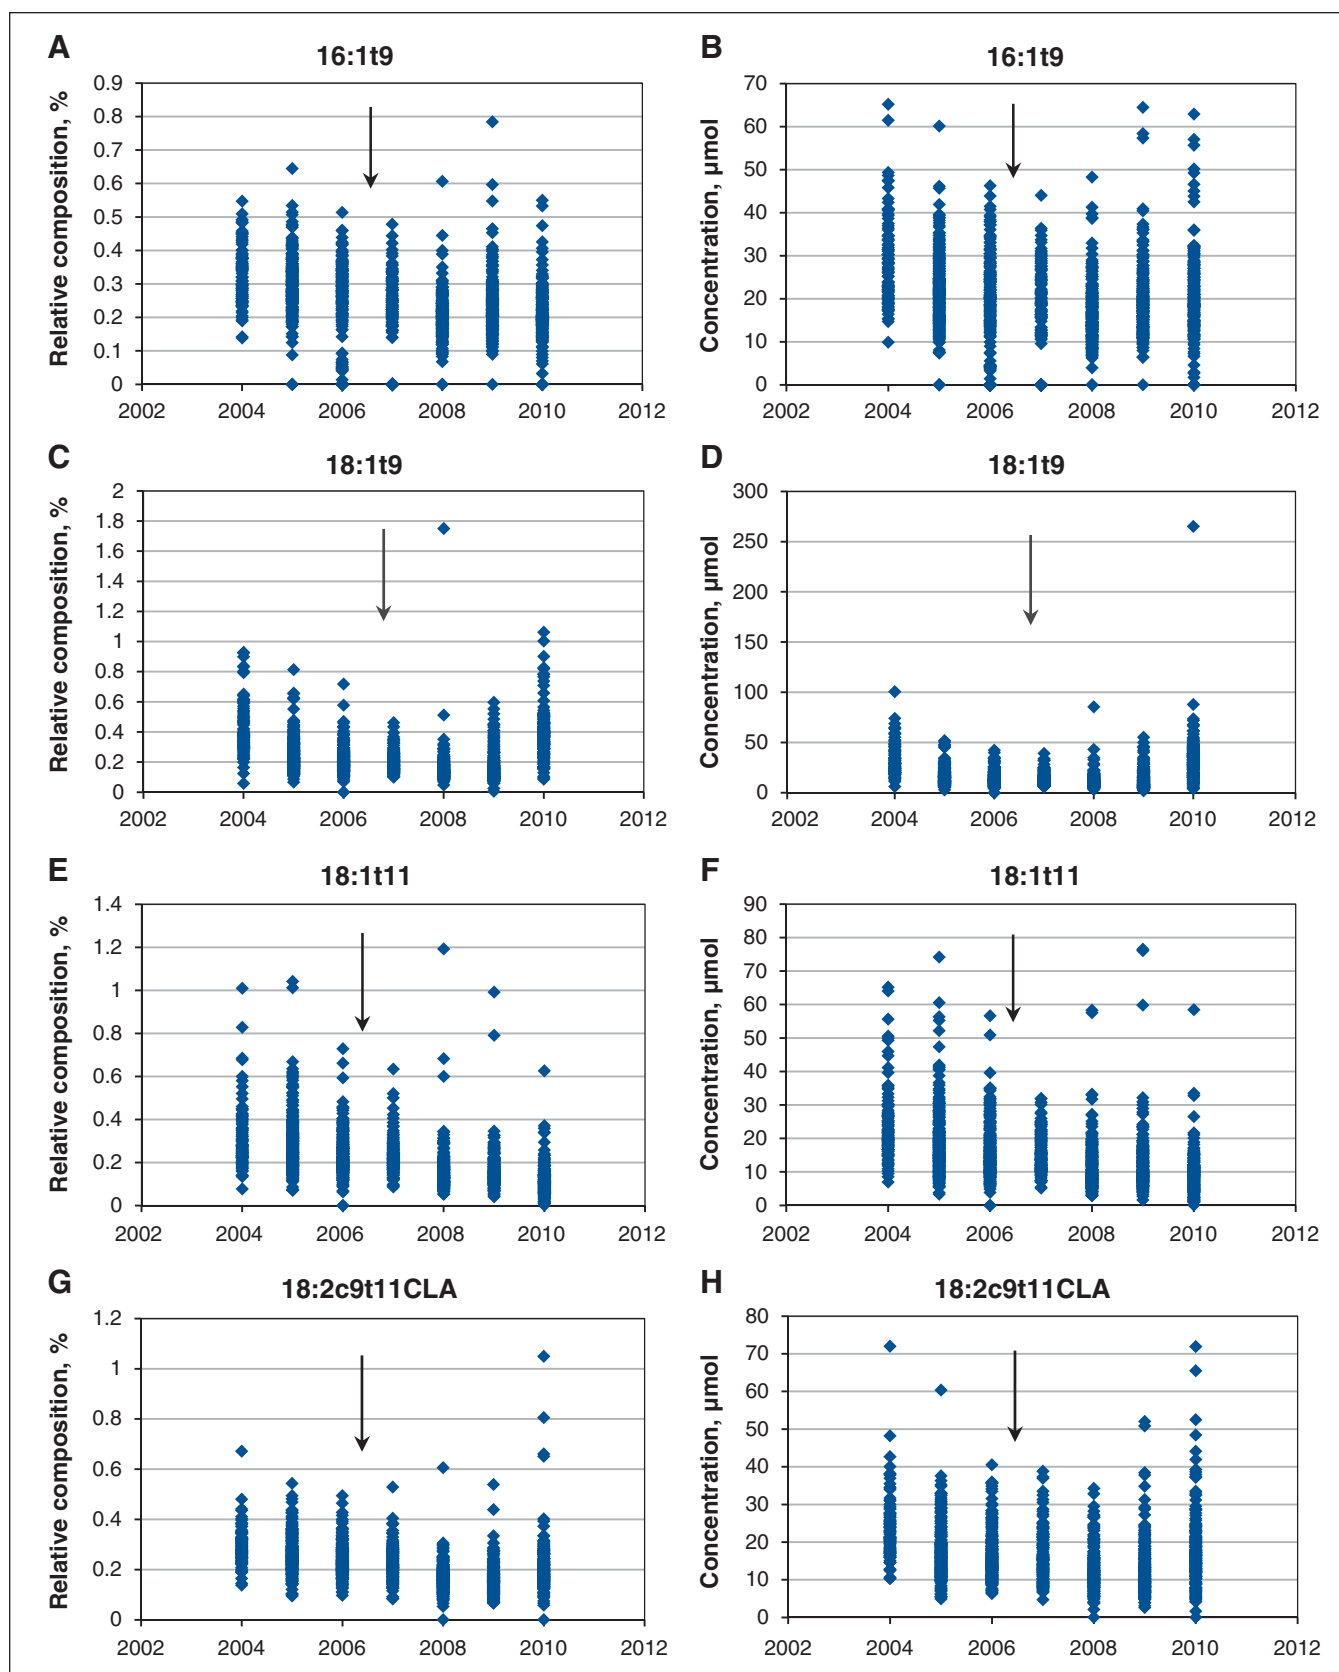 A
16:1t9
Relative composition, %
0.9
0.8
0.7
0.6
0.5
0.4
0.3
0.2
0.1
0
2002 2004 2006 2008 2010 2012
B
16:1t9
Concentration, µmol
70
60
50
40
30
20
10
0
2002 2004 2006 2008 2010 2012
C
18:1t9
Relative composition, %
2
1.8
1.6
1.4
1.2
1
0.8
0.6
0.4
0.2
0
2002 2004 2006 2008 2010 2012
D
18:1t9
Concentration, µmol
300
250
200
150
100
50
0
2002 2004 2006 2008 2010 2012
E
18:1t11
Relative composition, %
1.4
1.2
1
0.8
0.6
0.4
0.2
0
2002 2004 2006 2008 2010 2012
F
18:1t11
Concentration, µmol
90
80
70
60
50
40
30
20
10
0
2002 2004 2006 2008 2010 2012
G
18:2c9t11CLA
Relative composition, %
1.2
1
0.8
0.6
0.4
0.2
0
2002 2004 2006 2008 2010 2012
H
18:2c9t11CLA
Concentration, µmol
80
70
60
50
40
30
20
10
0
2002 2004 2006 2008 2010 2012